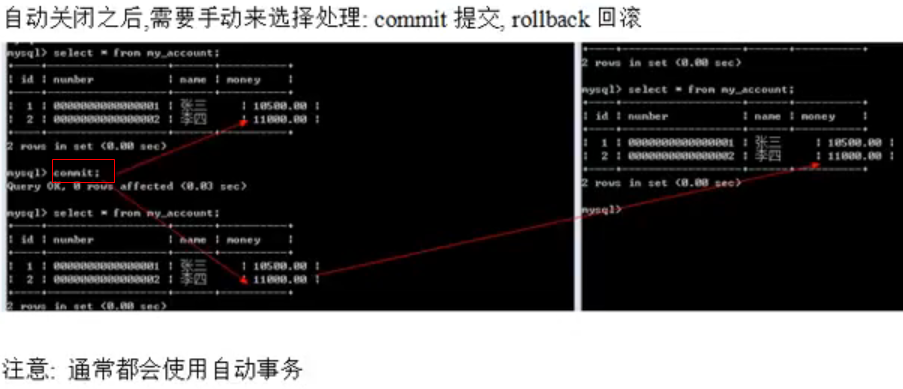 自动关闭之后,需要手动来选择处理: commit 提交, rollback 回滚
mysql> select * from my_account;
| id | number | name | money |
| 1 | 0000000000000001 | 张三 | 10500.00 |
| 2 | 0000000000000002 | 李四 | 11000.00 |
2 rows in set (0.00 sec)
mysql> commit;
Query OK, 0 rows affected (0.03 sec)
mysql> select * from my_account;
| id | number | name | money |
| 1 | 0000000000000001 | 张三 | 10500.00 |
| 2 | 0000000000000002 | 李四 | 11000.00 |
2 rows in set (0.00 sec)
2 rows in set (0.00 sec)
mysql> select * from my_account;
| id | number | name | money |
| 1 | 0000000000000001 | 张三 | 10500.00 |
| 2 | 0000000000000002 | 李四 | 11000.00 |
2 rows in set (0.00 sec)
mysql>
注意: 通常都会使用自动事务